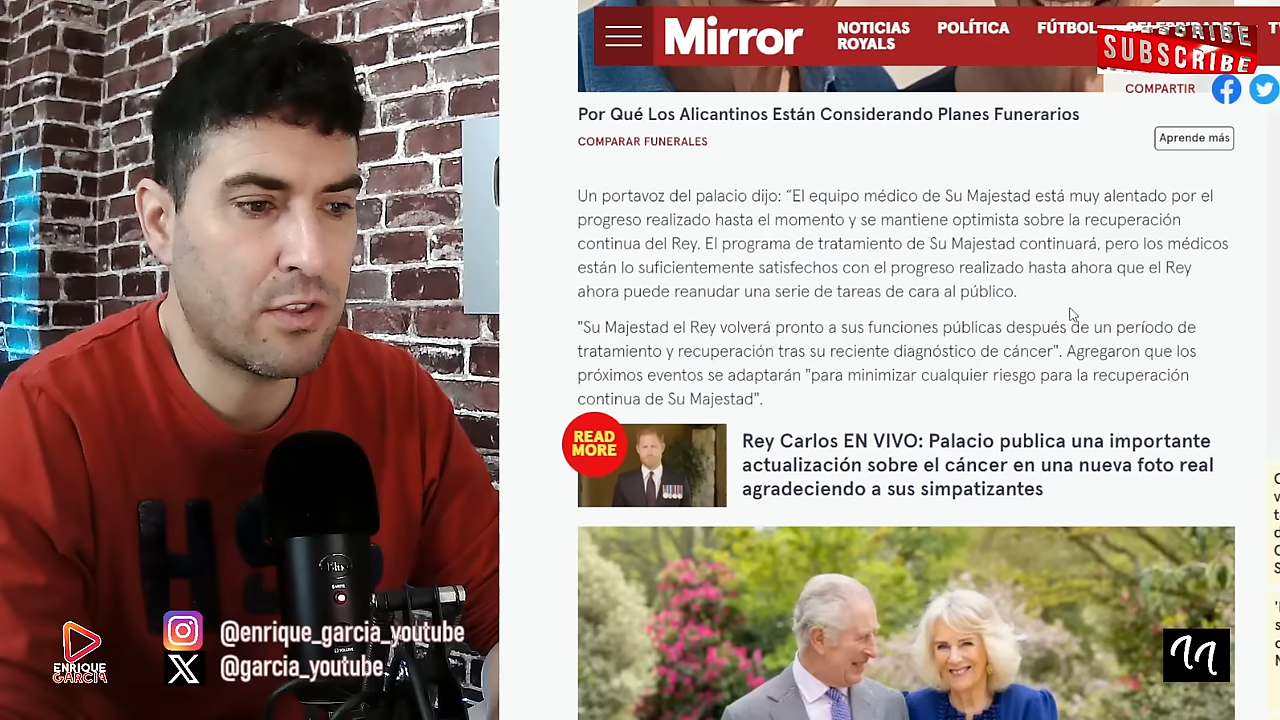 Mirror
NOTICIAS
ROYALS
POLÍTICA
FÚTBOL
SUBSCRIBE
COMPARTIR
Por Qué Los Alicantinos Están Considerando Planes Funerarios
COMPARAR FUNERALES
Aprende más
Un portavoz del palacio dijo: “El equipo médico de Su Majestad está muy alentado por el
progreso realizado hasta el momento y se mantiene optimista sobre la recuperación
continua del Rey. El programa de tratamiento de Su Majestad continuará, pero los médicos
están lo suficientemente satisfechos con el progreso realizado hasta ahora que el Rey
ahora puede reanudar una serie de tareas de cara al público.
"Su Majestad el Rey volverá pronto a sus funciones públicas después de un período de
tratamiento y recuperación tras su reciente diagnóstico de cáncer". Agregaron que los
próximos eventos se adaptarán "para minimizar cualquier riesgo para la recuperación
continua de Su Majestad".
READ
MORE
Rey Carlos EN VIVO: Palacio publica una importante
actualización sobre el cáncer en una nueva foto real
agradeciendo a sus simpatizantes
Blue
@enrique_garcia_youtube
@garcia_youtube
ENRIQUE
GARCIA